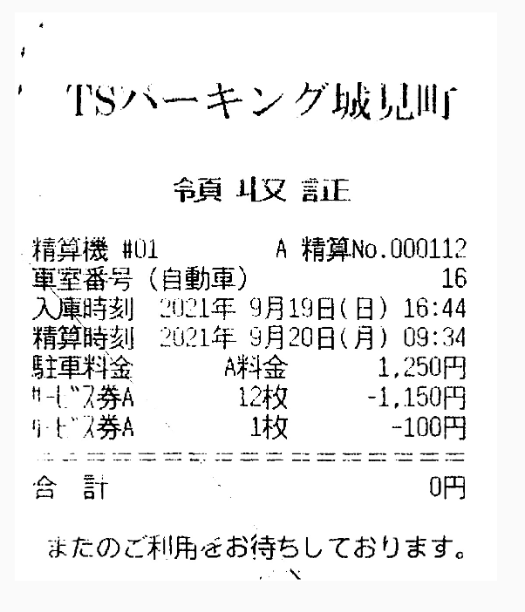 TSパーキング城見町
領収証
精算機 #01 A 精算No.000112
車室番号 (自動車) 16
入庫時刻 2021年 9月19日(日) 16:44
精算時刻 2021年 9月20日(月) 09:34
駐車料金 A料金 1,250円
サービス券A 12枚 -1,150円
サービス券A 1枚 -100円
合 計 0円
またのご利用をお待ちしております。